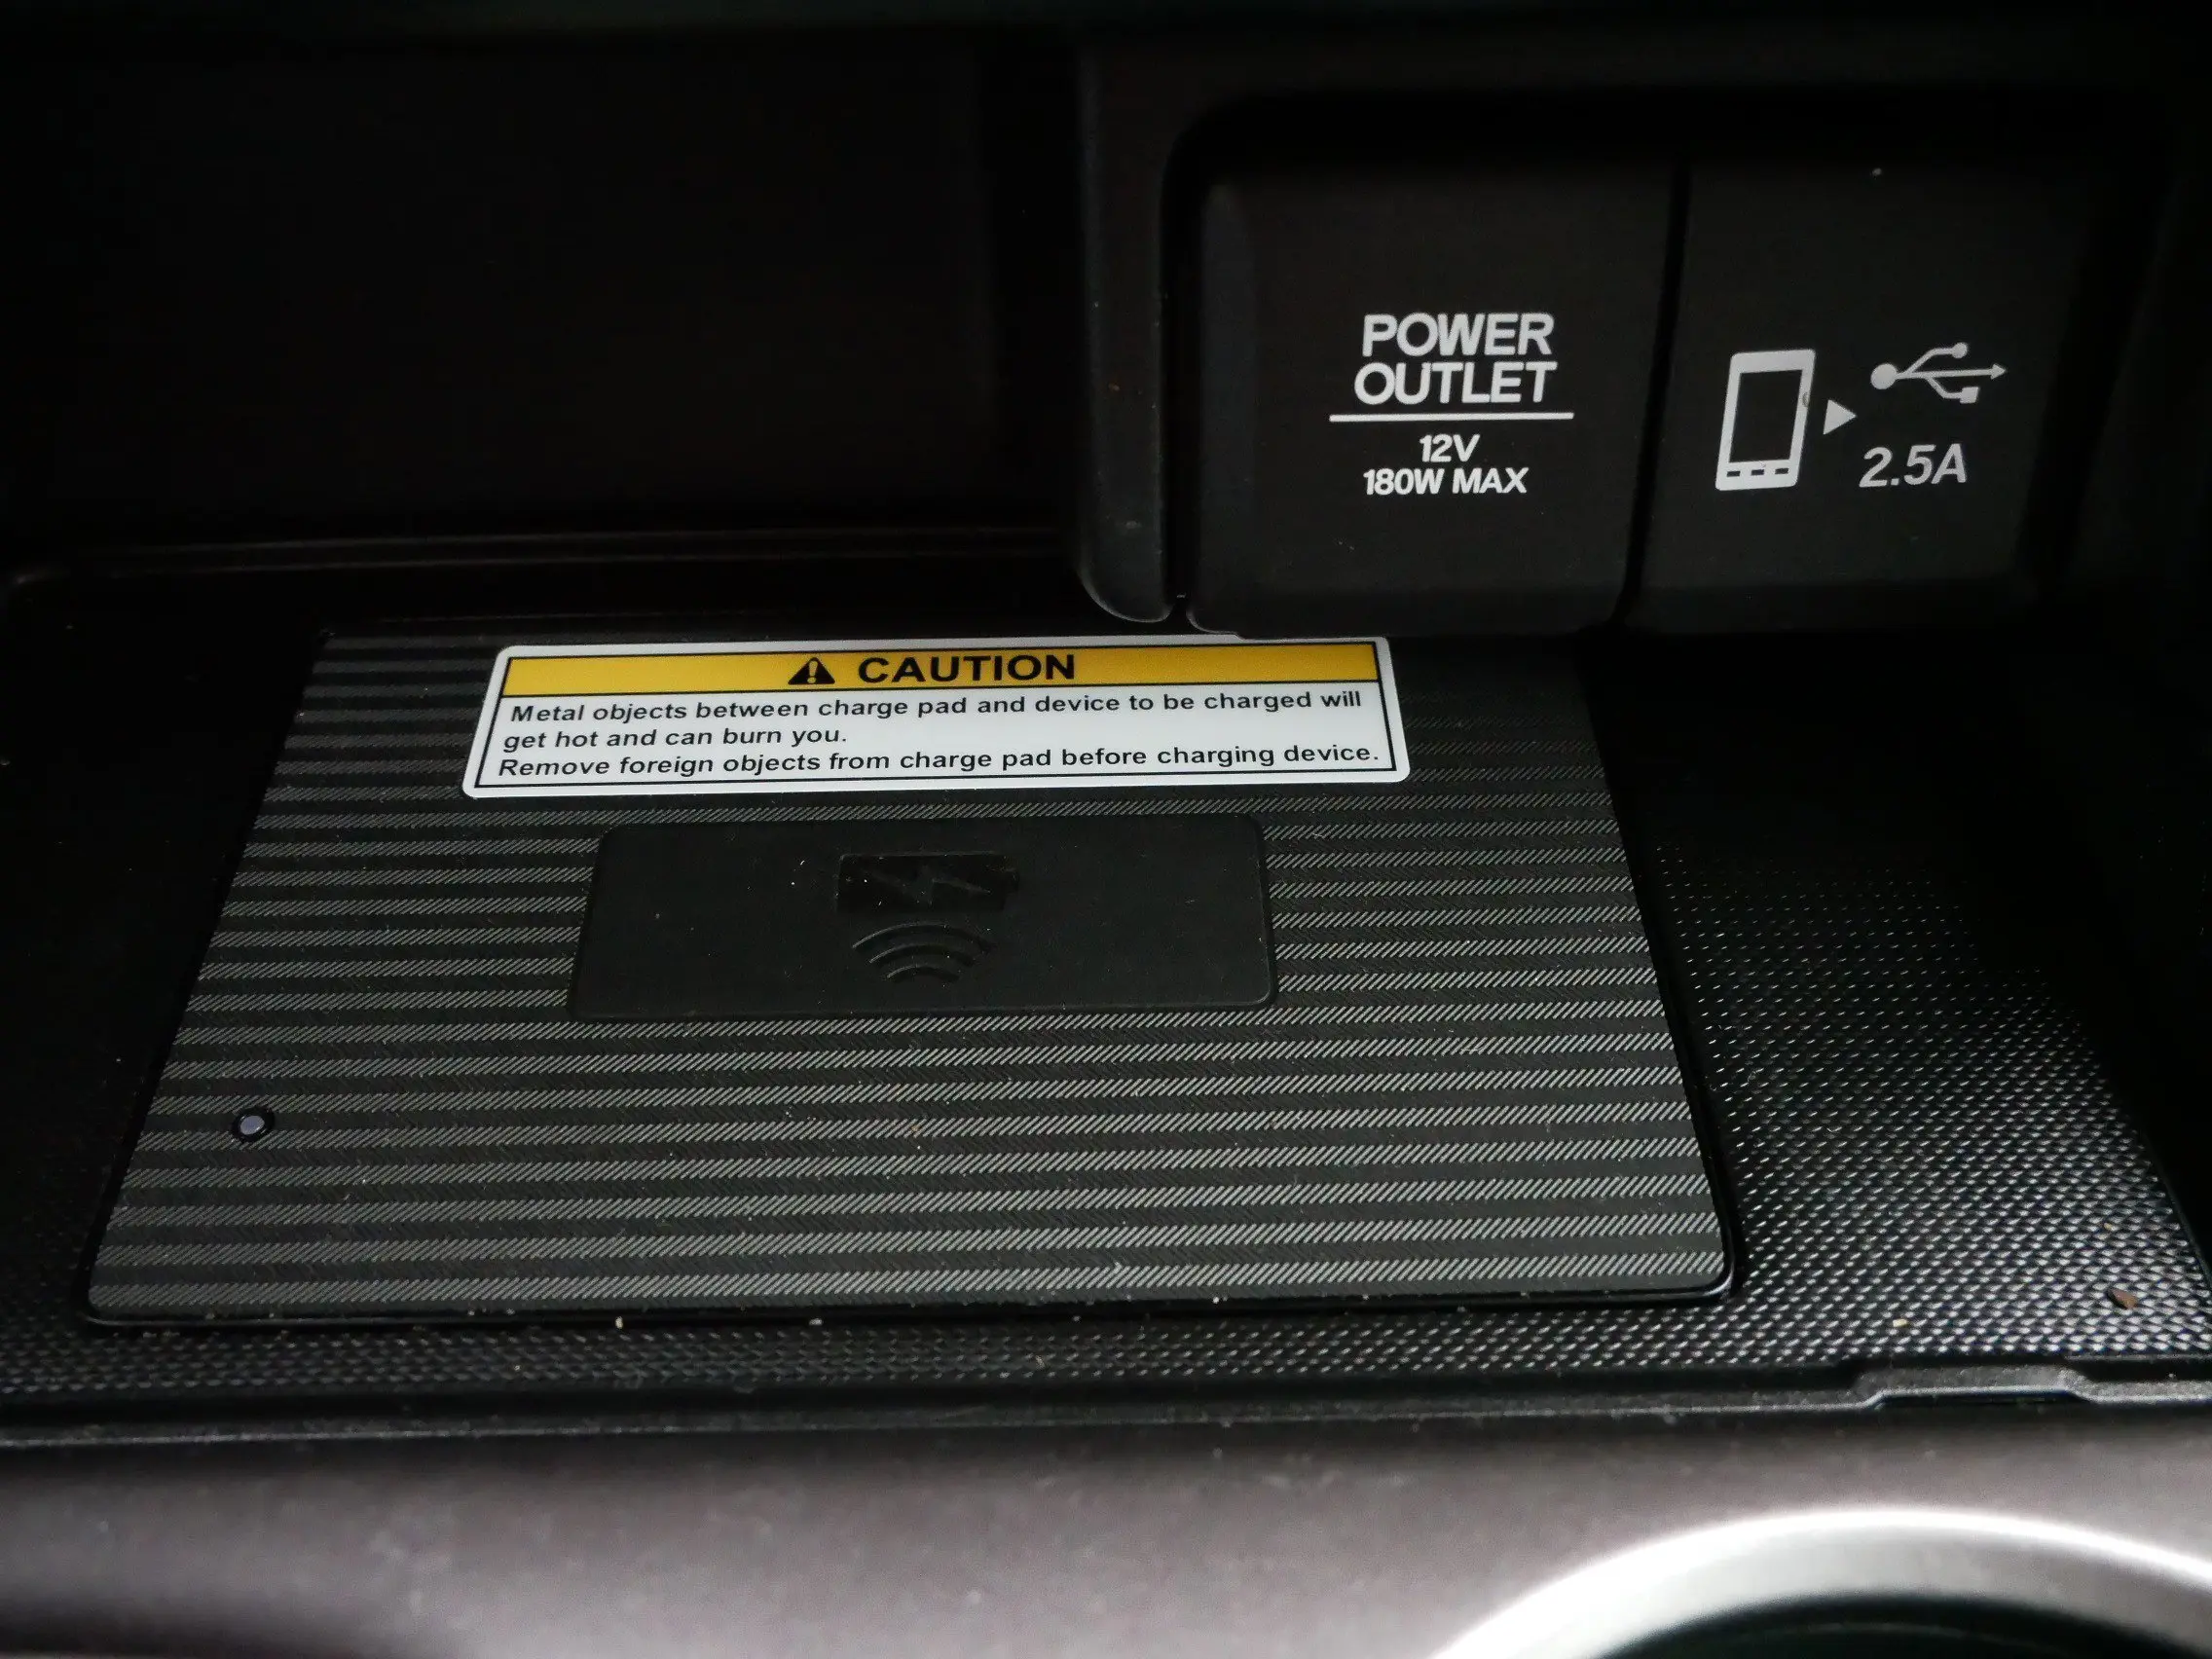 POWER
OUTLET
12V
180W MAX
2.5A
CAUTION
Metal objects between charge pad and device to be charged will
get hot and can burn you.
Remove foreign objects from charge pad before charging device.